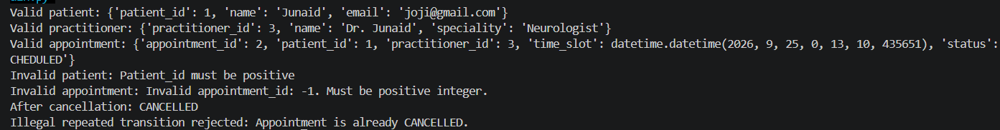 Valid patient: {'patient_id': 1, 'name': 'Junaid', 'email': 'joji@gmail.com'}
Valid practitioner: {'practitioner_id': 3, 'name': 'Dr. Junaid', 'speciality': 'Neurologist'}
Valid appointment: {'appointment_id': 2, 'patient_id': 1, 'practitioner_id': 3, 'time_slot': datetime.datetime(2026, 9, 25, 0, 13, 10, 435651), 'status':
CHEDULED'}
Invalid patient: Patient_id must be positive
Invalid appointment: Invalid appointment_id: -1. Must be positive integer.
After cancellation: CANCELLED
Illegal repeated transition rejected: Appointment is already CANCELLED.